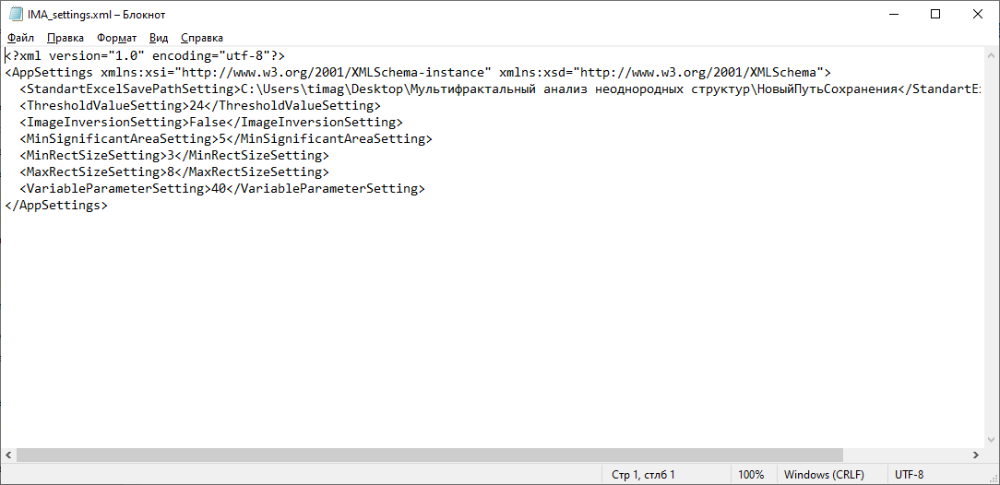 IMA_settings.xml – Блокнот
Файл Правка Формат Вид Справка
<?xml version="1.0" encoding="utf-8"?>
<AppSettings xmlns:xsi="http://www.w3.org/2001/XMLSchema-instance" xmlns:xsd="http://www.w3.org/2001/XMLSchema">
  <StandartExcelSavePathSetting>C:\Users\timag\Desktop\Мультифрактальный анализ неоднородных структур\НовыйПутьСохранения</StandartEx
  <ThresholdValueSetting>24</ThresholdValueSetting>
  <ImageInversionSetting>False</ImageInversionSetting>
  <MinSignificantAreaSetting>5</MinSignificantAreaSetting>
  <MinRectSizeSetting>3</MinRectSizeSetting>
  <MaxRectSizeSetting>8</MaxRectSizeSetting>
  <VariableParameterSetting>40</VariableParameterSetting>
</AppSettings>
Стр 1, стлб 1 100% Windows (CRLF) UTF-8